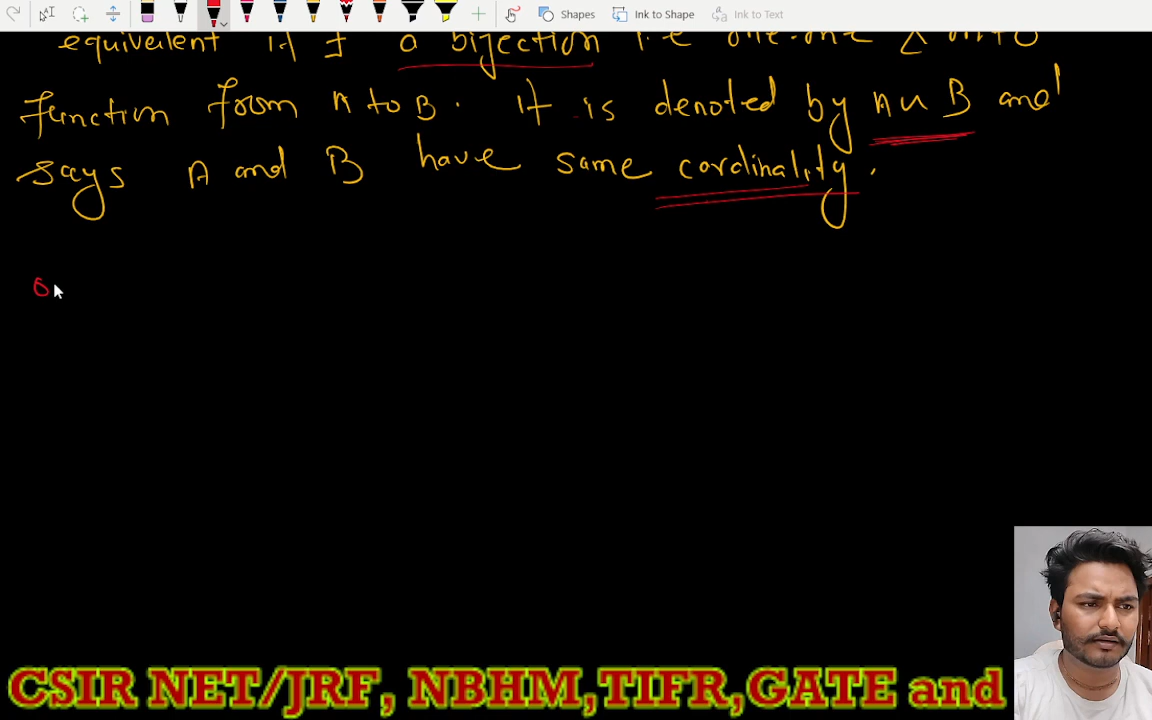 Shapes Ink to Shape Ink to Text
equivalent if ∃ a bijection i.e one-one & onto
function from A to B. It is denoted by A ~ B and
says A and B have same cordinality.
CSIR NET/JRF, NBHM,TIFR,GATE and